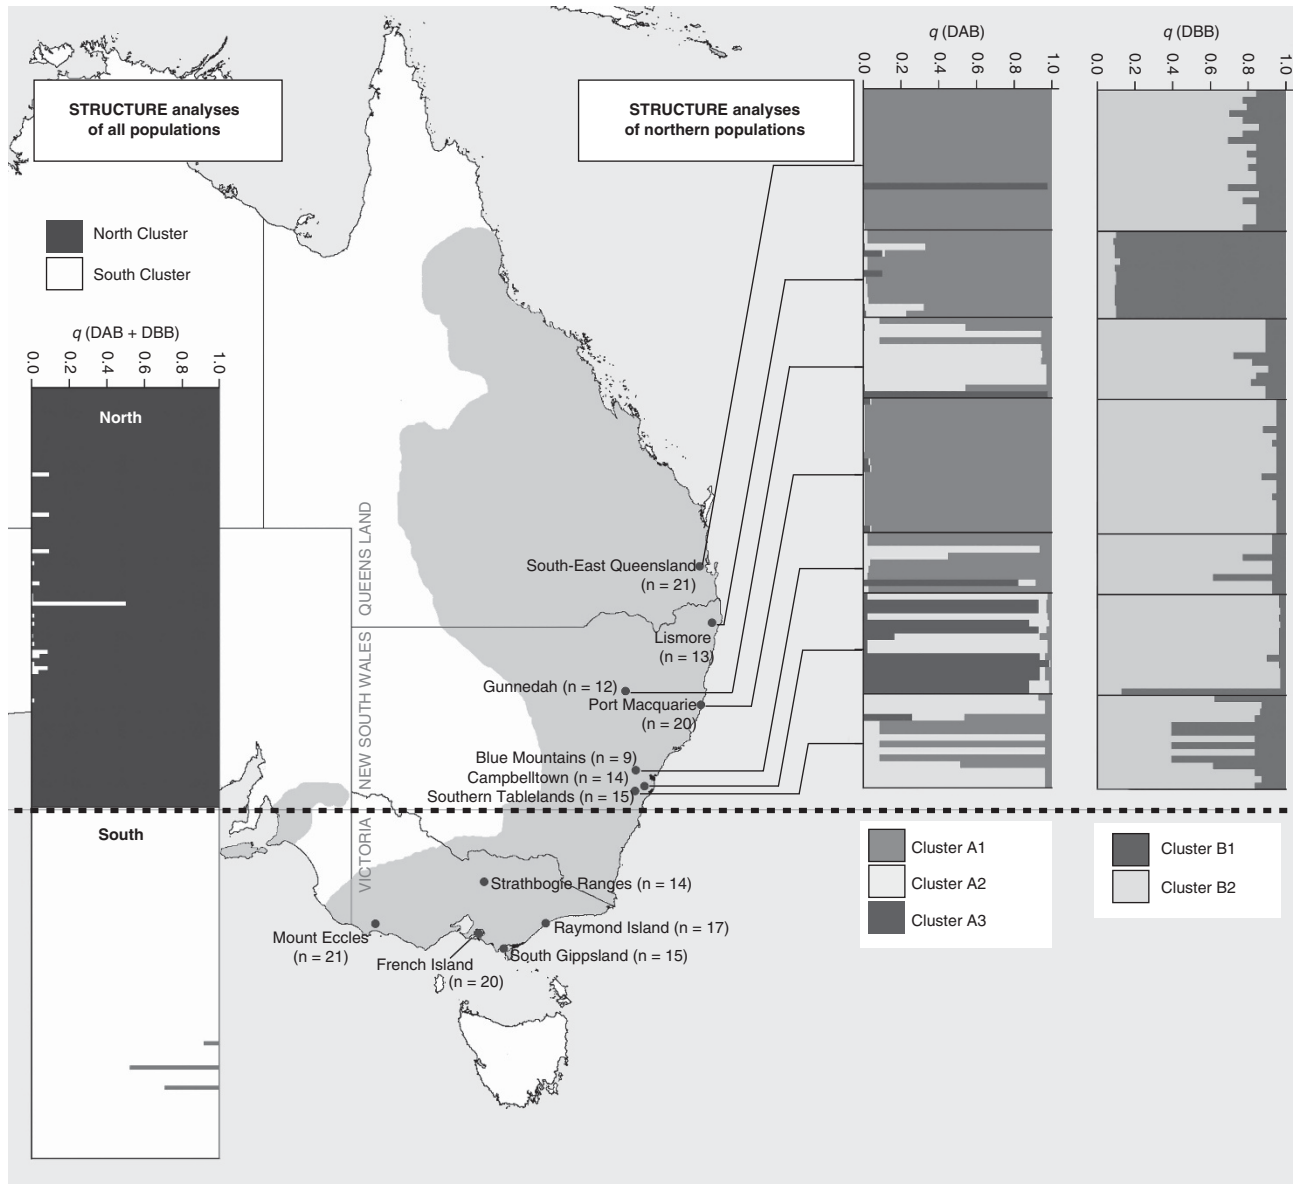 STRUCTURE analyses
of all populations
STRUCTURE analyses
of northern populations
q (DAB)
0.0 0.2 0.4 0.6 0.8 1.0
q (DBB)
0.0 0.2 0.4 0.6 0.8 1.0
North Cluster
South Cluster
q (DAB + DBB)
0.0 0.2 0.4 0.6 0.8 1.0
North
South
QUEENS LAND
NEW SOUTH WALES
VICTORIA
South-East Queensland
(n = 21)
Lismore
(n = 13)
Gunnedah (n = 12)
Port Macquarie
(n = 20)
Blue Mountains (n = 9)
Campbelltown (n = 14)
Southern Tablelands (n = 15)
Strathbogie Ranges (n = 14)
Raymond Island (n = 17)
Mount Eccles
(n = 21)
South Gippsland (n = 15)
French Island
(n = 20)
Cluster A1
Cluster A2
Cluster A3
Cluster B1
Cluster B2